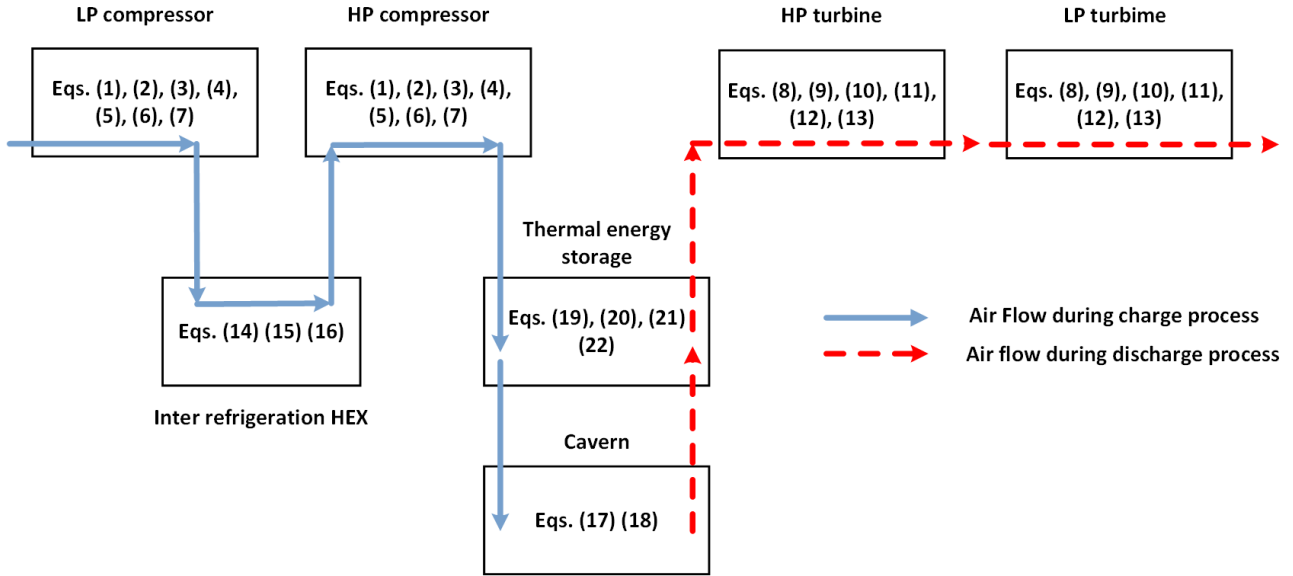 LP compressor
HP compressor
HP turbine
LP turbime
Eqs. (1), (2), (3), (4),
(5), (6), (7)
Eqs. (1), (2), (3), (4),
(5), (6), (7)
Eqs. (8), (9), (10), (11),
(12), (13)
Eqs. (8), (9), (10), (11),
(12), (13)
Thermal energy
storage
Eqs. (14) (15) (16)
Eqs. (19), (20), (21)
(22)
Air Flow during charge process
Air flow during discharge process
Inter refrigeration HEX
Cavern
Eqs. (17) (18)